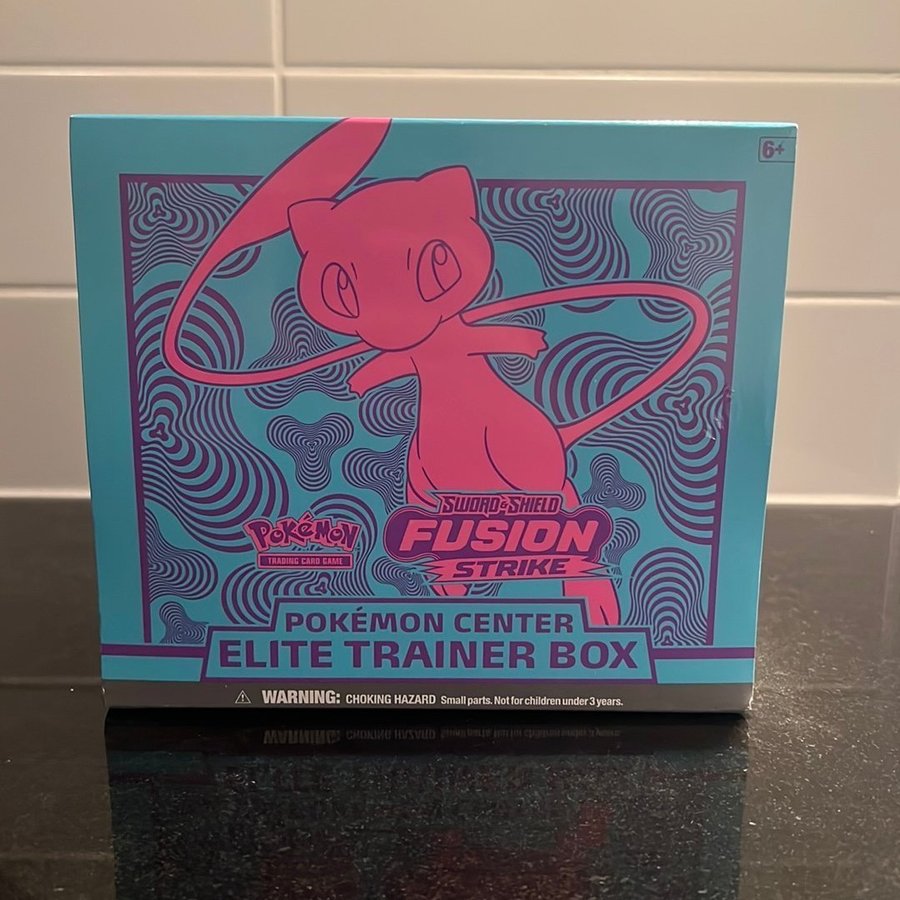 6+
SWORD & SHIELD
FUSION
STRIKE
POKéMON
TRADING CARD GAME
POKÉMON CENTER
ELITE TRAINER BOX
⚠ WARNING: CHOKING HAZARD Small parts. Not for children under 3 years.